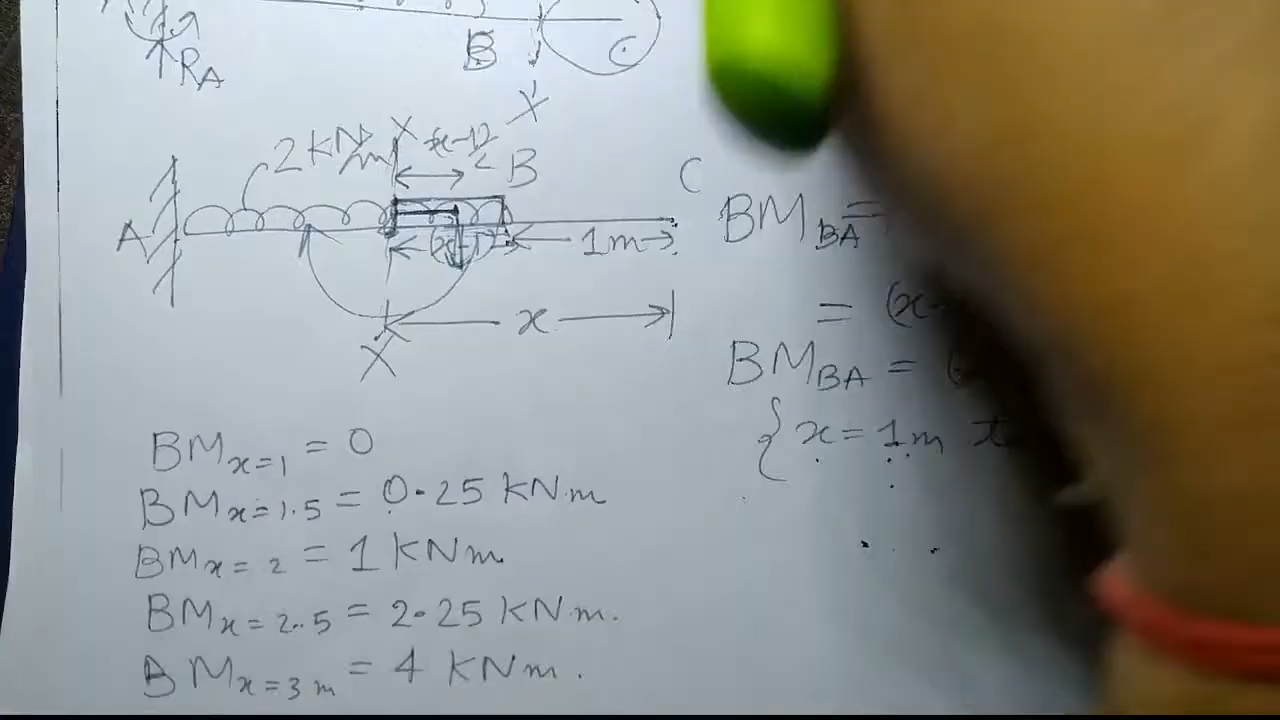 R_A
B
C
X
2 kN/m
X
x-1/2
B
C
A
(x-1)
1m
x
X
BM_BA =
= (x-
BM_BA = (
{ x = 1m
BM_x=1 = 0
BM_x=1.5 = 0.25 kN.m
BM_x=2 = 1 kNm
BM_x=2.5 = 2.25 kN.m.
BM_x=3m = 4 kNm.